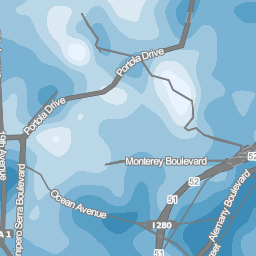 Portola Drive
Portola Drive
19th Avenue
Monterey Boulevard
52
52
Ocean Avenue
51
I 280
51
Junipero Serra Boulevard
Alemany Boulevard
A 1